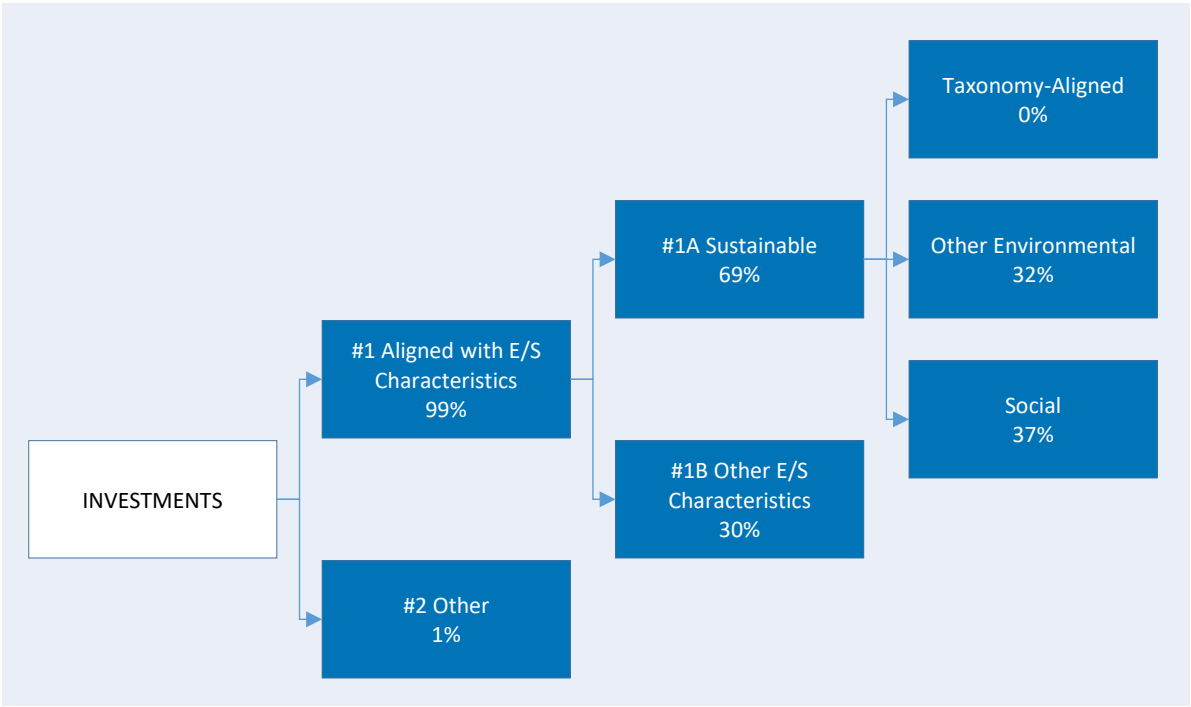 INVESTMENTS
#1 Aligned with E/S
Characteristics
99%
#2 Other
1%
#1A Sustainable
69%
#1B Other E/S
Characteristics
30%
Taxonomy-Aligned
0%
Other Environmental
32%
Social
37%